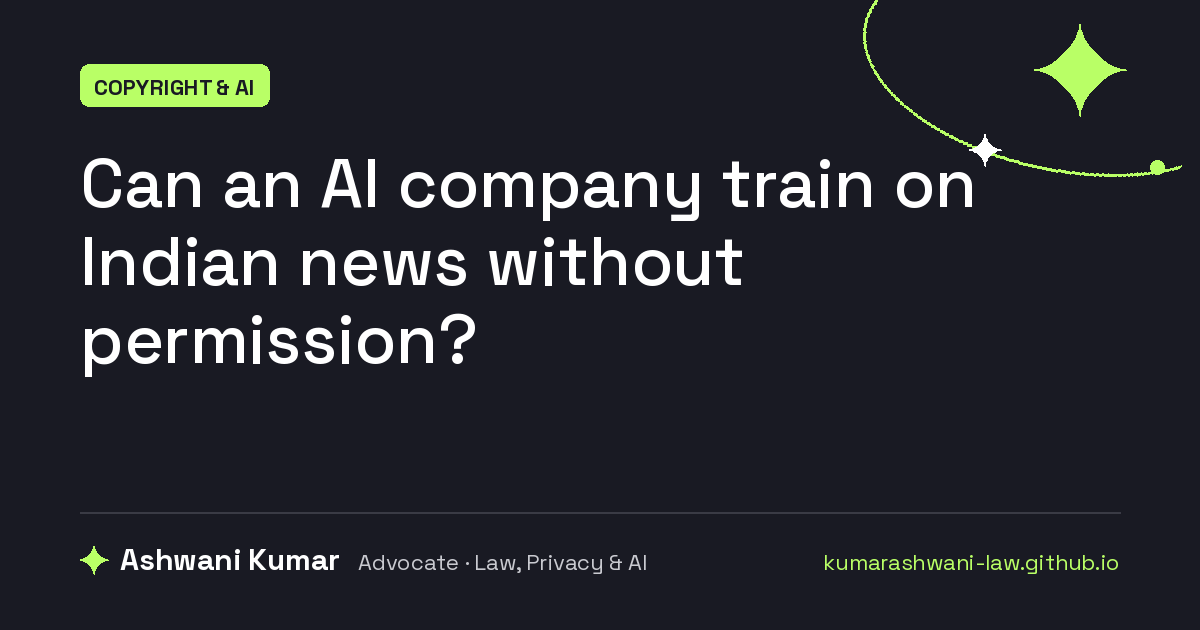 COPYRIGHT & AI
Can an AI company train on
Indian news without
permission?
Ashwani Kumar Advocate · Law, Privacy & AI kumarashwani-law.github.io